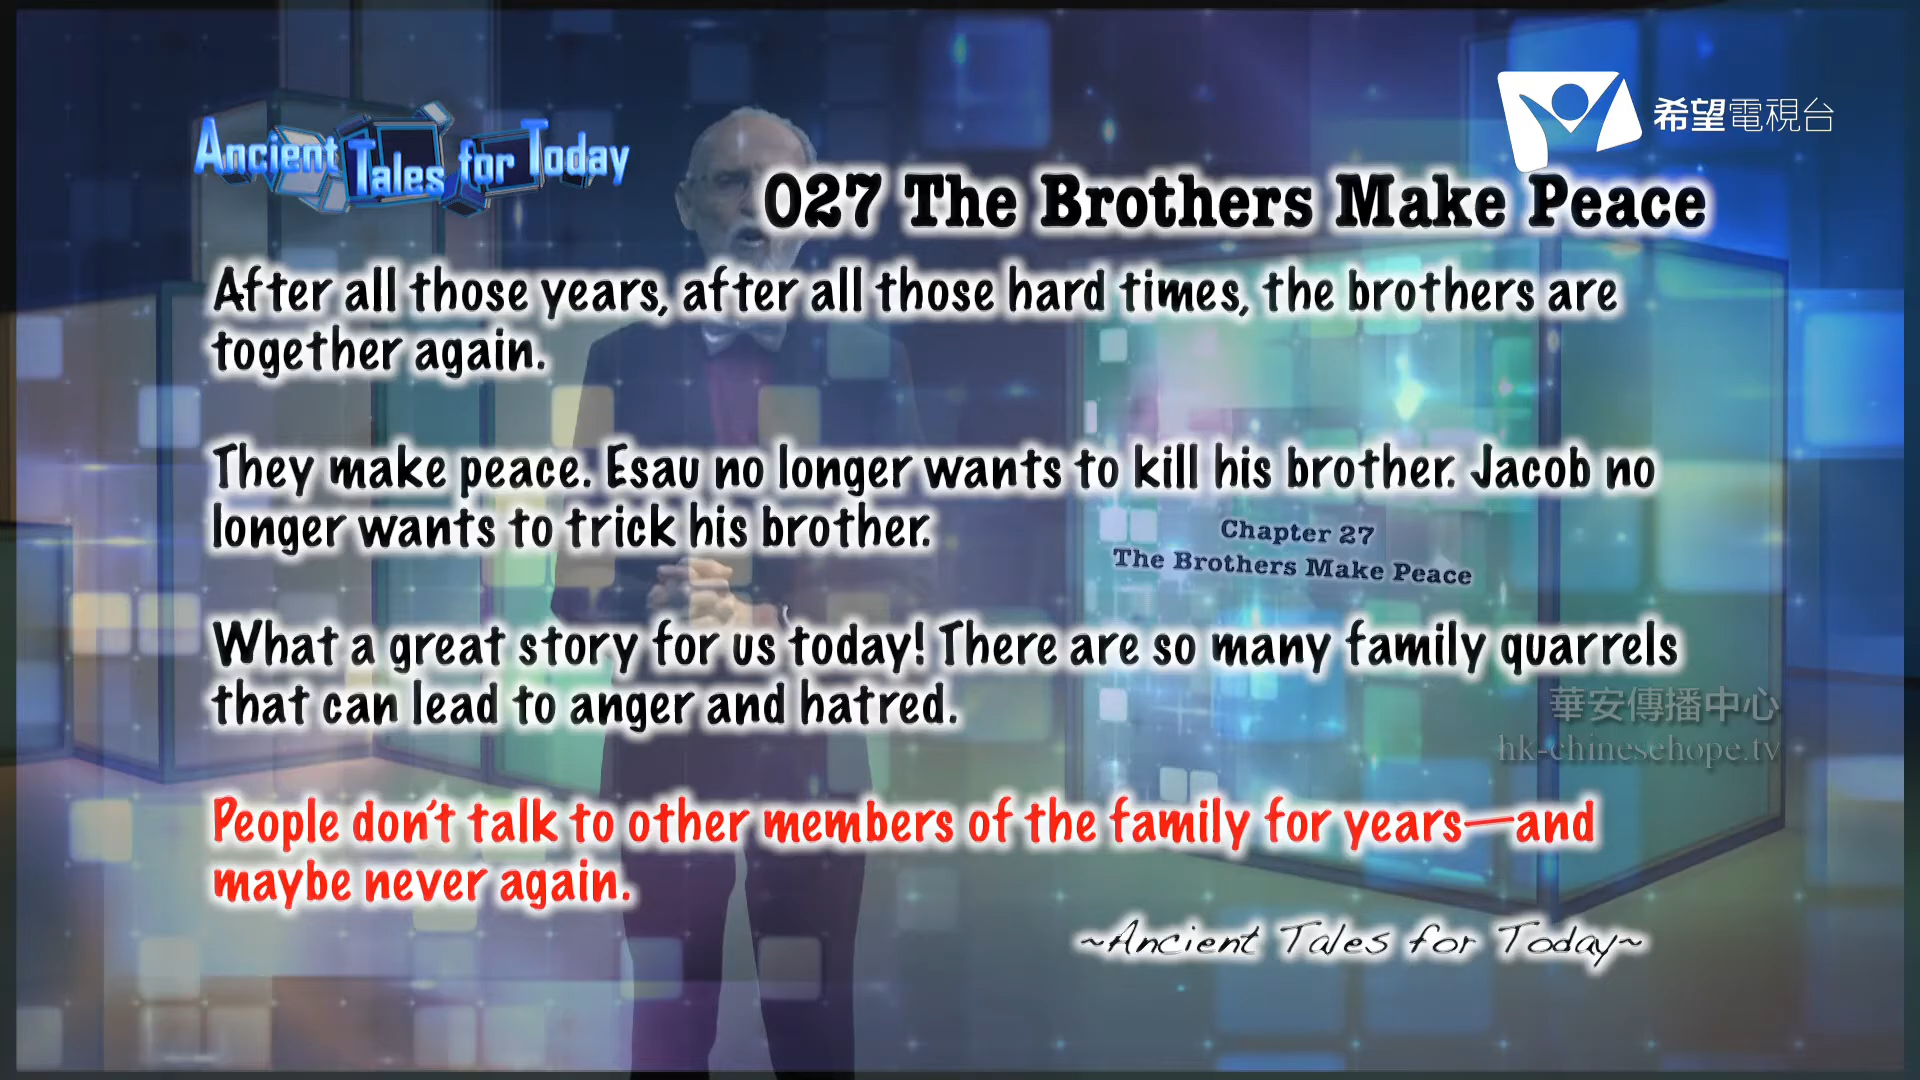 Ancient Tales for Today
希望電視台
027 The Brothers Make Peace
After all those years, after all those hard times, the brothers are
together again.
They make peace. Esau no longer wants to kill his brother. Jacob no
longer wants to trick his brother.
Chapter 27
The Brothers Make Peace
What a great story for us today! There are so many family quarrels
that can lead to anger and hatred.
華安傳播中心
hk-chinesehope.tv
People don't talk to other members of the family for years—and
maybe never again.
~Ancient Tales for Today~